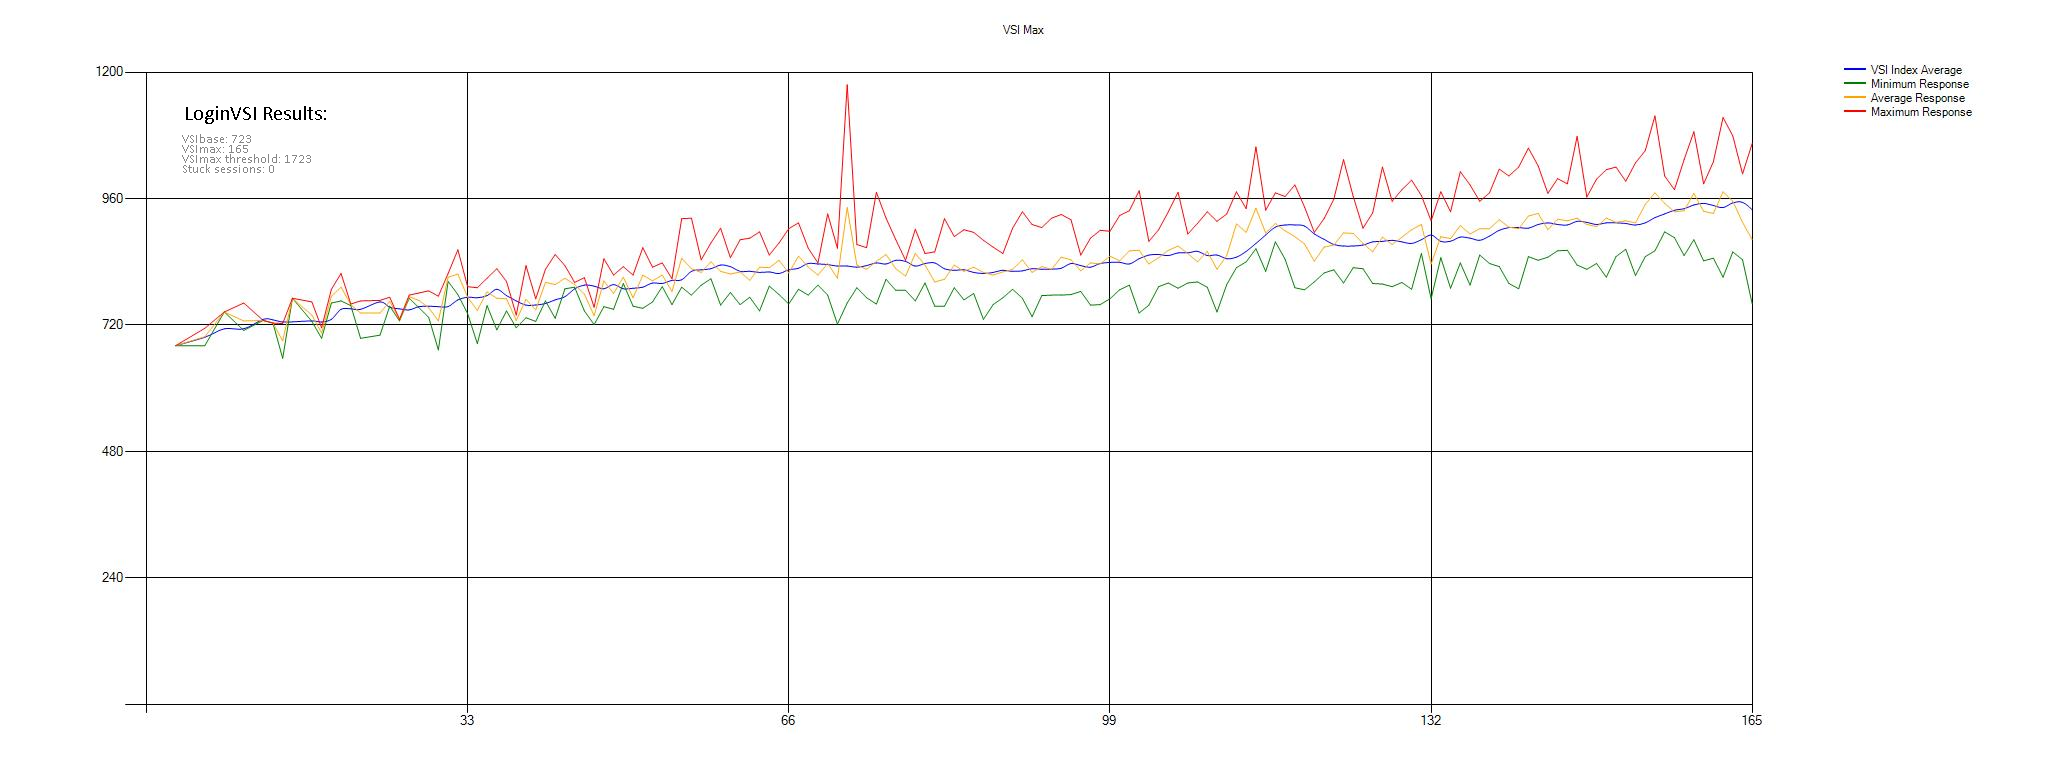 VSI Max
1200
960
720
480
240
LoginVSI Results:
VSIbase: 723
VSImax: 165
VSImax threshold: 1723
Stuck sessions: 0
VSI Index Average
Minimum Response
Average Response
Maximum Response
33
66
99
132
165